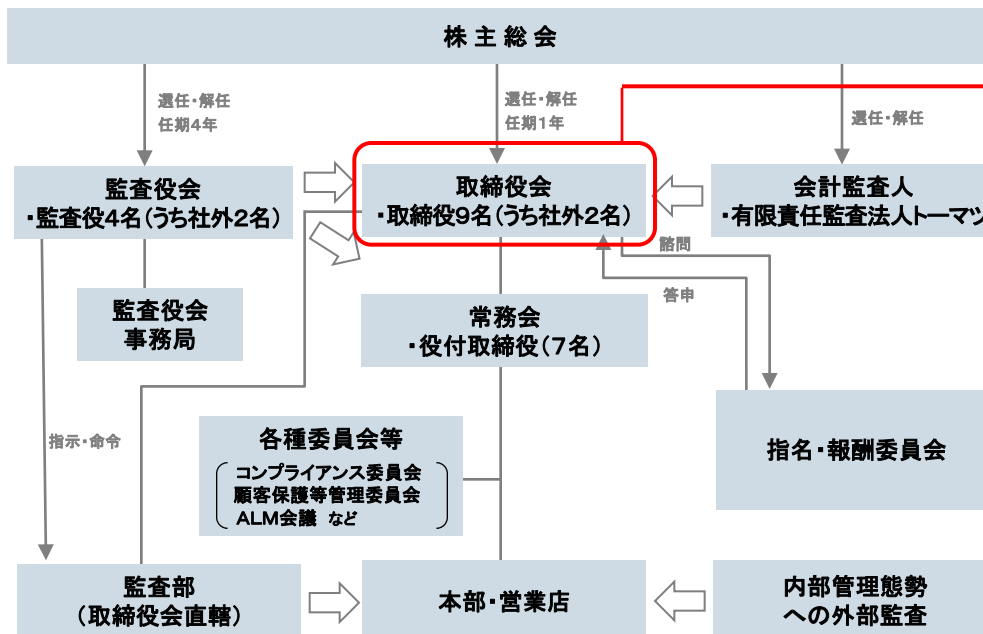 株主総会
選任・解任
任期4年
選任・解任
任期1年
選任・解任
監査役会
・監査役4名(うち社外2名)
取締役会
・取締役9名(うち社外2名)
会計監査人
・有限責任監査法人トーマツ
諮問
答申
監査役会
事務局
常務会
・役付取締役(7名)
指示・命令
各種委員会等
コンプライアンス委員会
顧客保護等管理委員会
ALM会議 など
指名・報酬委員会
監査部
(取締役会直轄)
本部・営業店
内部管理態勢
への外部監査